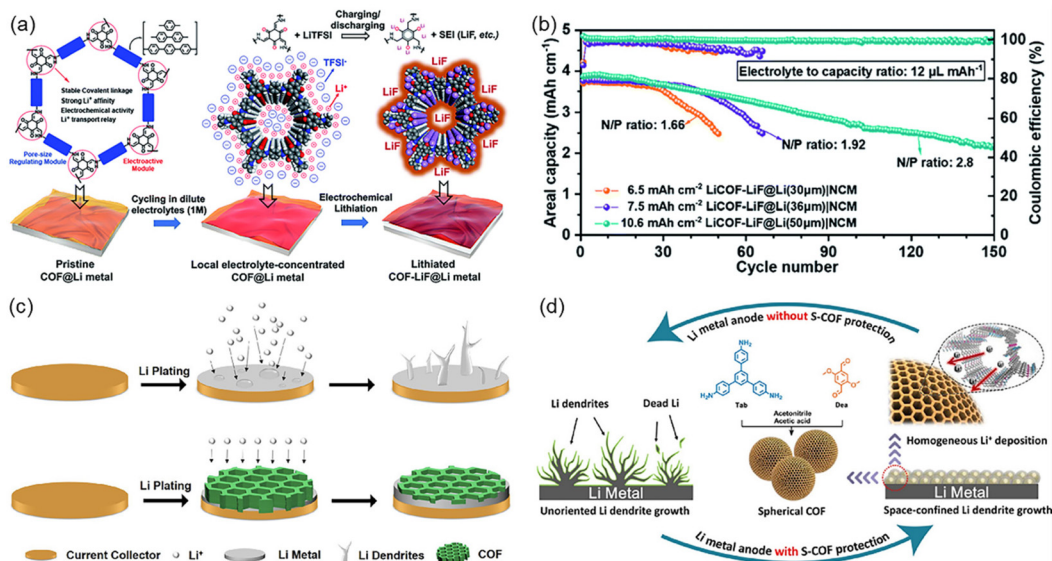 (a)
Stable Covalent linkage
Strong Li⁺ affinity
Electrochemical activity
Li⁺ transport relay
Pore-size
Regulating Module
Electroactive
Module
+ LiTFSI
Charging/
discharging
+ SEI (LiF, etc.)
TFSI⁻
Li⁺
LiF
LiF
LiF
LiF
LiF
LiF
LiF
Cycling in dilute
electrolytes (1M)
Electrochemical
Lithiation
Pristine
COF@Li metal
Local electrolyte-concentrated
COF@Li metal
Lithiated
COF-LiF@Li metal
(b)
Areal capacity (mAh cm⁻²)
5
4
3
2
1
0
Electrolyte to capacity ratio: 12 µL mAh⁻¹
N/P ratio: 1.66
N/P ratio: 1.92
N/P ratio: 2.8
6.5 mAh cm⁻² LiCOF-LiF@Li(30µm)|NCM
7.5 mAh cm⁻² LiCOF-LiF@Li(36µm)|NCM
10.6 mAh cm⁻² LiCOF-LiF@Li(50µm)|NCM
0 30 60 90 120 150
Cycle number
100
80
60
40
20
0
Coulombic efficiency (%)
(c)
Li Plating
Li Plating
Current Collector
Li⁺
Li Metal
Li Dendrites
COF
(d)
Li metal anode without S-COF protection
NH₂
H₂N
NH₂
Tab
Dea
Acetonitrile
Acetic acid
Li dendrites
Dead Li
Li Metal
Unoriented Li dendrite growth
Spherical COF
Homogeneous Li⁺ deposition
Li Metal
Space-confined Li dendrite growth
Li metal anode with S-COF protection